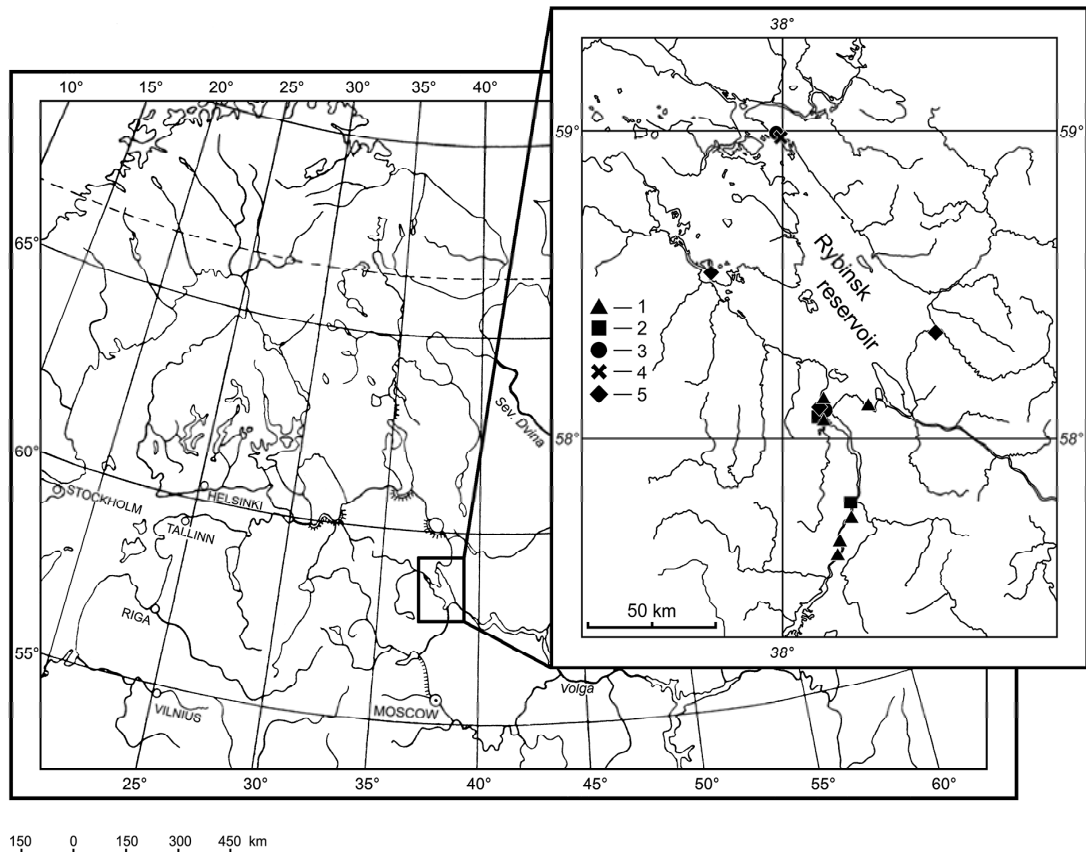 38°
10° 15° 20° 25° 30° 35° 40°
59° 59°
65°
Rybinsk
reservoir
1
2
3
4
5
Sev. Dvina
58° 58°
60°
STOCKHOLM
HELSINKI
TALLINN
RIGA
50 km
38°
55°
VILNIUS
MOSCOW
Volga
25° 30° 35° 40° 45° 50° 55° 60°
150 0 150 300 450 km